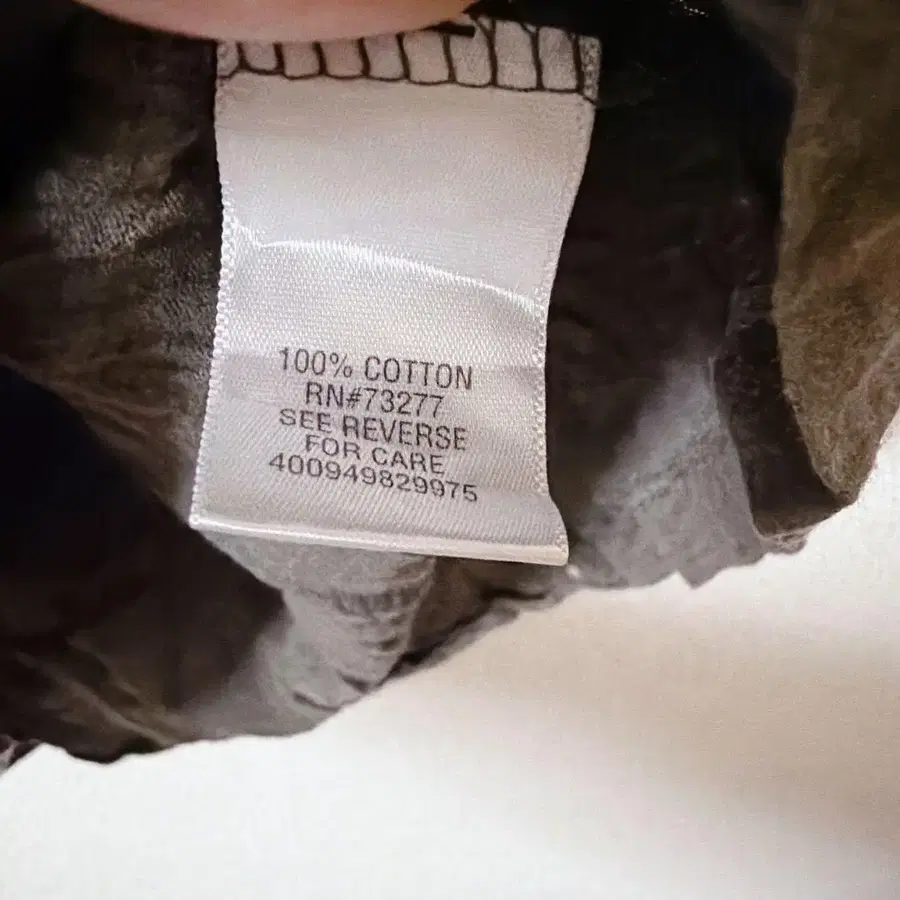 100% COTTON
RN#73277
SEE REVERSE
FOR CARE
400949829975